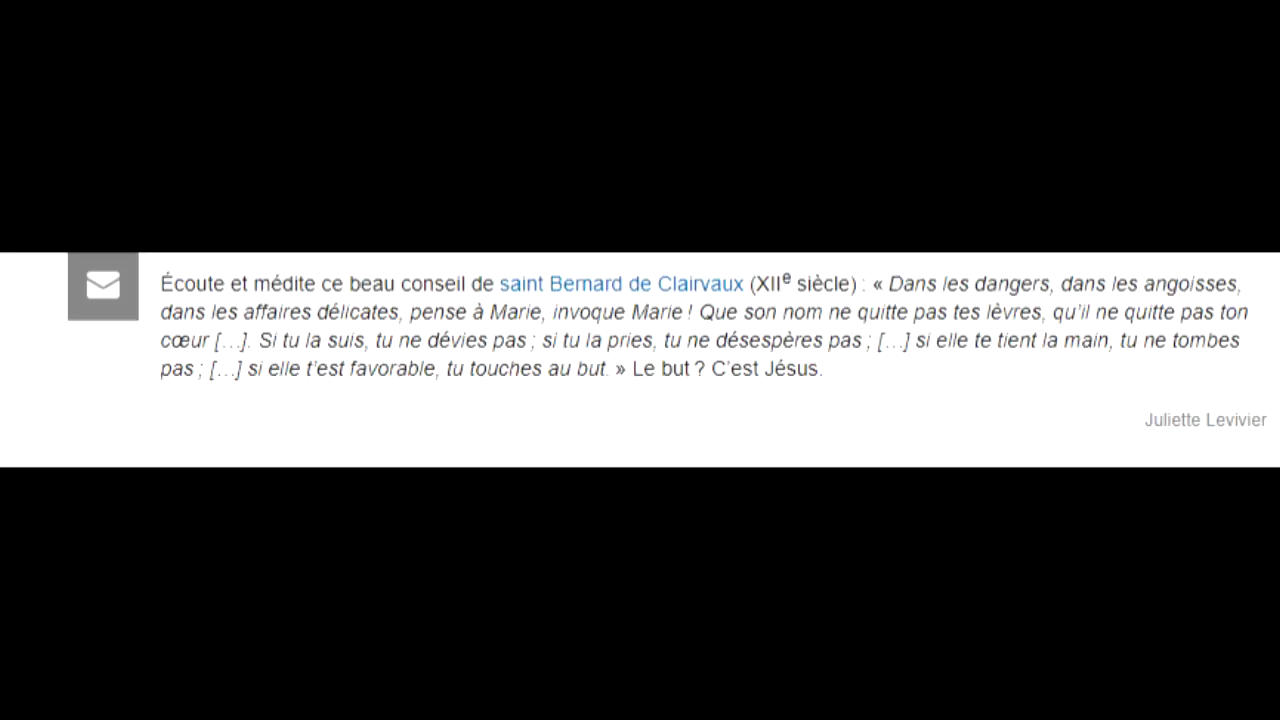 Écoute et médite ce beau conseil de saint Bernard de Clairvaux (XIIe siècle) : « Dans les dangers, dans les angoisses,
dans les affaires délicates, pense à Marie, invoque Marie ! Que son nom ne quitte pas tes lèvres, qu'il ne quitte pas ton
cœur […]. Si tu la suis, tu ne dévies pas ; si tu la pries, tu ne désespères pas ; […] si elle te tient la main, tu ne tombes
pas ; […] si elle t'est favorable, tu touches au but. » Le but ? C'est Jésus.
Juliette Levivier